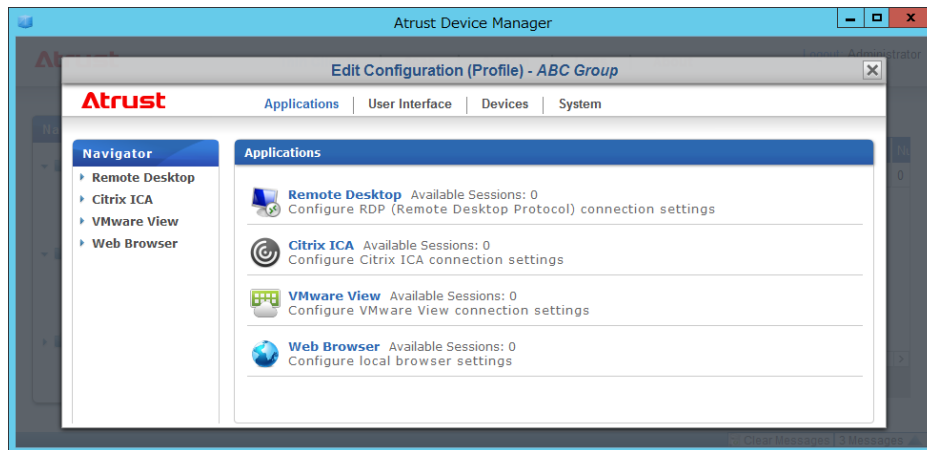 Atrust Device Manager
Administrator
Edit Configuration (Profile) - ABC Group
Atrust
Applications | User Interface | Devices | System
Navigator
Remote Desktop
Citrix ICA
VMware View
Web Browser
Applications
Remote Desktop Available Sessions: 0
Configure RDP (Remote Desktop Protocol) connection settings
Citrix ICA Available Sessions: 0
Configure Citrix ICA connection settings
VMware View Available Sessions: 0
Configure VMware View connection settings
Web Browser Available Sessions: 0
Configure local browser settings
0
Clear Messages | 3 Messages